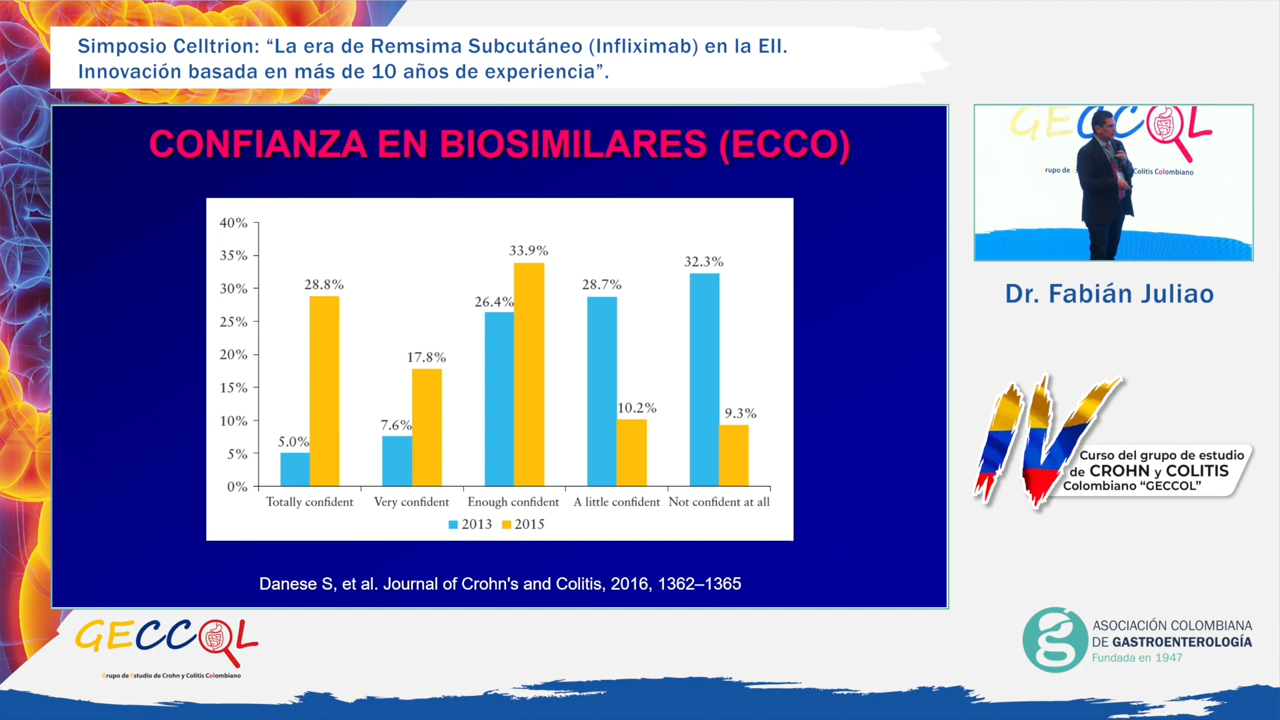 Simposio Celltrion: “La era de Remsima Subcutáneo (Infliximab) en la EII.
Innovación basada en más de 10 años de experiencia”.
CONFIANZA EN BIOSIMILARES (ECCO)
40%
35%
30%
25%
20%
15%
10%
5%
0%
5.0%
28.8%
7.6%
17.8%
26.4%
33.9%
28.7%
10.2%
32.3%
9.3%
Totally confident
Very confident
Enough confident
A little confident
Not confident at all
2013
2015
Danese S, et al. Journal of Crohn's and Colitis, 2016, 1362–1365
GECCOL
rupo de
Colitis Colombiano
Dr. Fabián Juliao
IV
Curso del grupo de estudio
de CROHN y COLITIS
Colombiano “GECCOL”
GECCOL
Grupo de Estudio de Crohn y Colitis Colombiano
ASOCIACIÓN COLOMBIANA
DE GASTROENTEROLOGÍA
Fundada en 1947